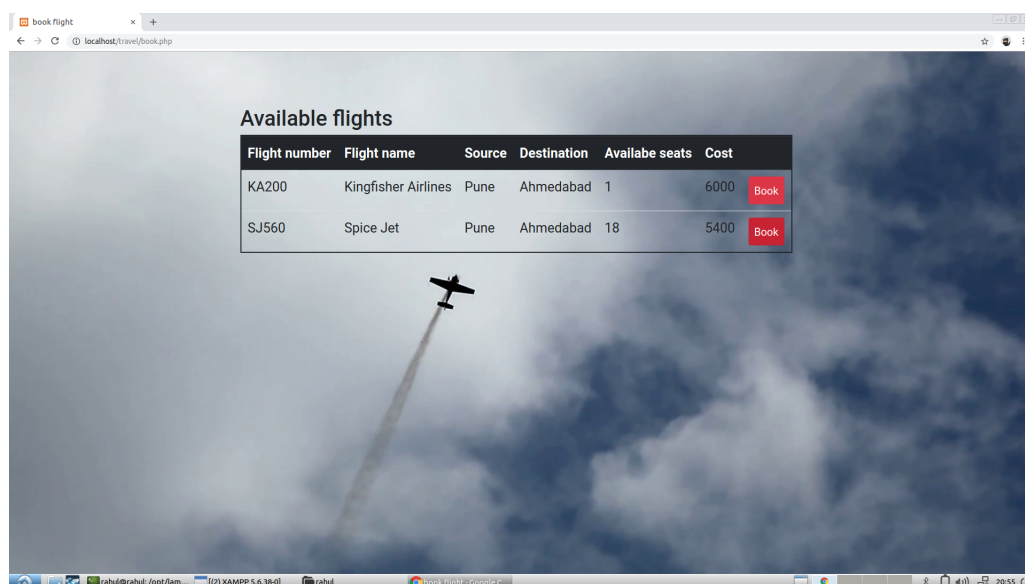 book flight
localhost/travel/book.php
Available flights
Flight number Flight name Source Destination Availabe seats Cost
KA200 Kingfisher Airlines Pune Ahmedabad 1 6000 Book
SJ560 Spice Jet Pune Ahmedabad 18 5400 Book
rahul@rahul: /opt/lam... [(2) XAMPP 5.6.38-0] rahul book flight - Google C... 20:55